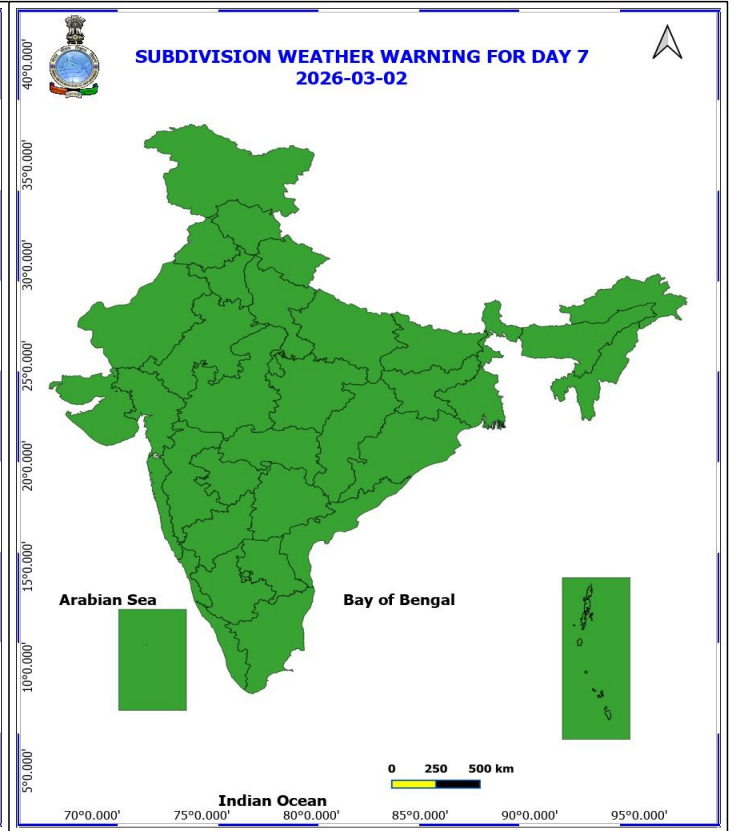 SUBDIVISION WEATHER WARNING FOR DAY 7
2026-03-02
40°0.000'
35°0.000'
30°0.000'
25°0.000'
20°0.000'
15°0.000'
10°0.000'
5°0.000'
Arabian Sea
Bay of Bengal
0 250 500 km
Indian Ocean
70°0.000' 75°0.000' 80°0.000' 85°0.000' 90°0.000' 95°0.000'